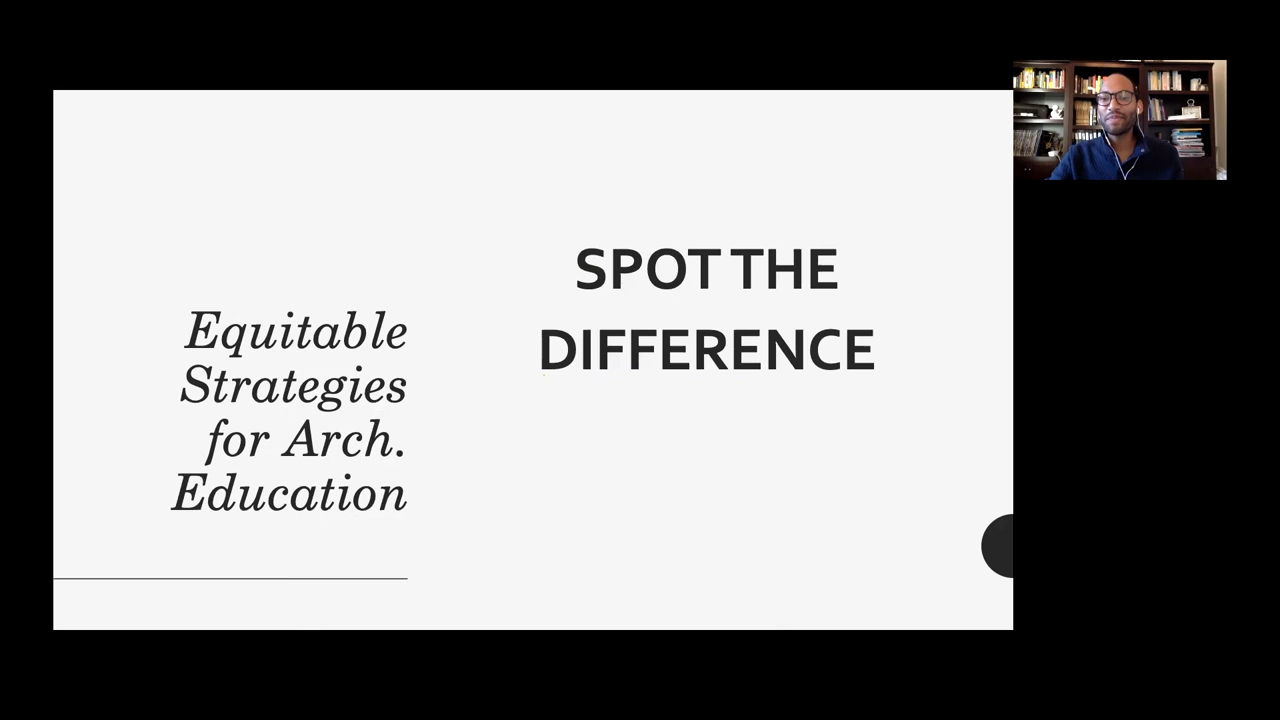 Equitable
Strategies
for Arch.
Education
SPOT THE
DIFFERENCE